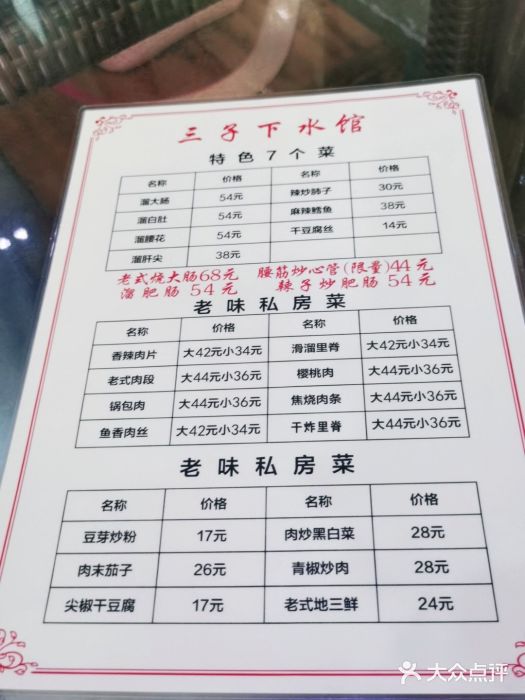 三子下水馆
特色7个菜
名称 价格 名称 价格
溜大肠 54元 辣炒肺子 30元
溜白肚 54元 麻辣鳝鱼 38元
溜腰花 54元 干豆腐丝 14元
溜肝尖 38元
老式烧大肠68元 腰筋炒心管(限量)44元
溜肥肠 54元 辣子炒肥肠 54元
老味私房菜
名称 价格 名称 价格
香辣肉片 大42元小34元 滑溜里脊 大42元小34元
老式肉段 大44元小36元 樱桃肉 大44元小36元
锅包肉 大44元小36元 焦烧肉条 大44元小36元
鱼香肉丝 大42元小34元 干炸里脊 大44元小36元
老味私房菜
名称 价格 名称 价格
豆芽炒粉 17元 肉炒黑白菜 28元
肉末茄子 26元 青椒炒肉 28元
尖椒干豆腐 17元 老式地三鲜 24元
大众点评